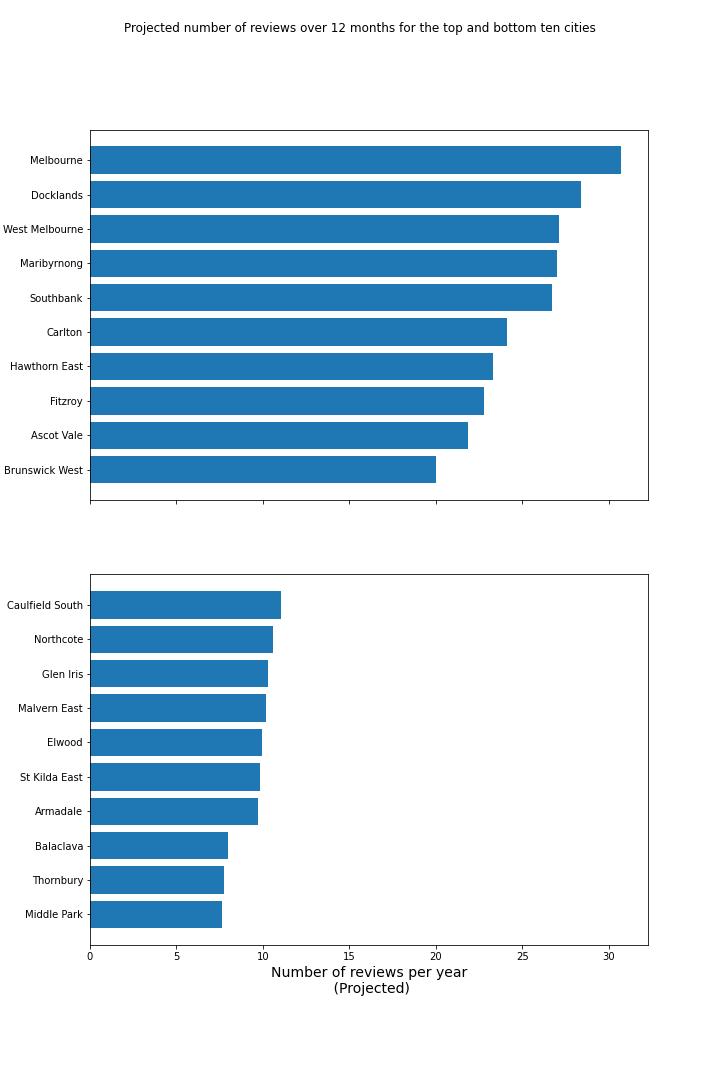 Projected number of reviews over 12 months for the top and bottom ten cities
Melbourne
Docklands
West Melbourne
Maribyrnong
Southbank
Carlton
Hawthorn East
Fitzroy
Ascot Vale
Brunswick West
Caulfield South
Northcote
Glen Iris
Malvern East
Elwood
St Kilda East
Armadale
Balaclava
Thornbury
Middle Park
0 5 10 15 20 25 30
Number of reviews per year
(Projected)